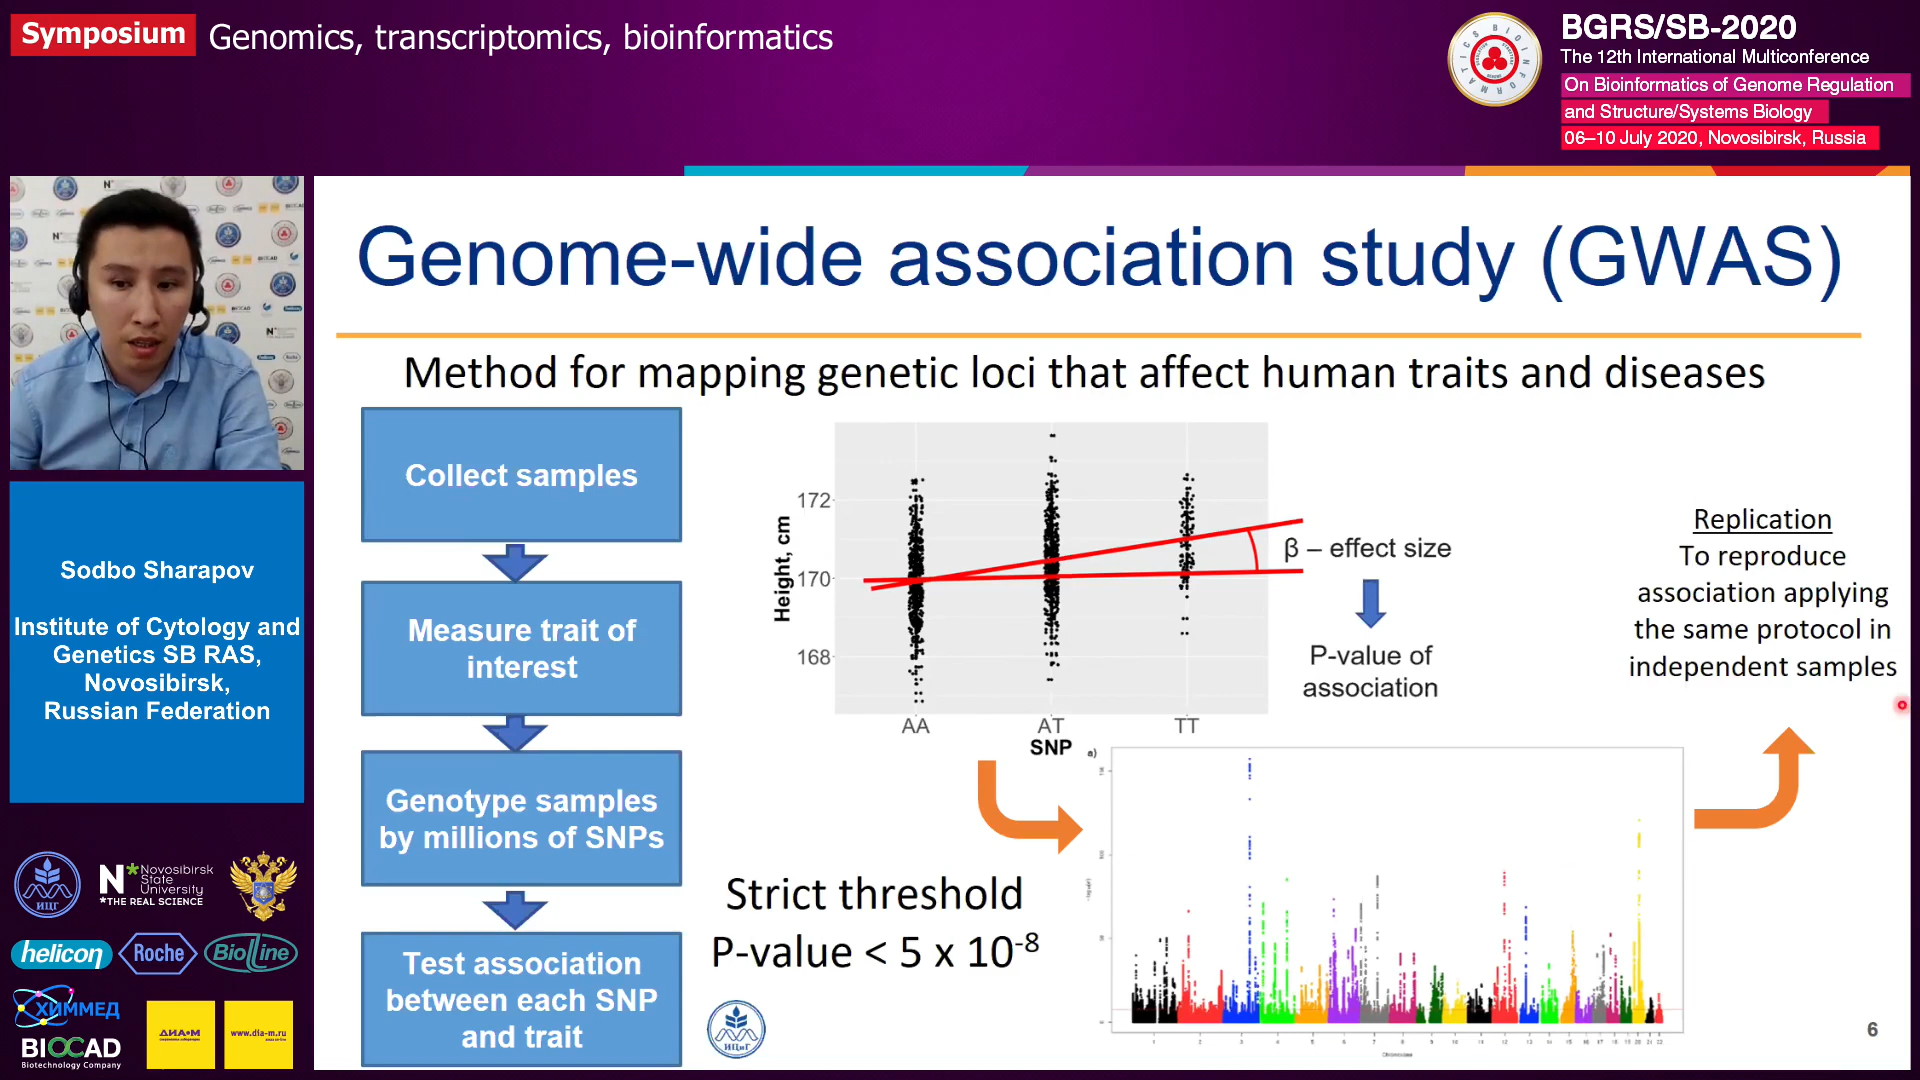 Symposium
Genomics, transcriptomics, bioinformatics
BGRS/SB-2020
The 12th International Multiconference
On Bioinformatics of Genome Regulation
and Structure/Systems Biology
06–10 July 2020, Novosibirsk, Russia
Sodbo Sharapov
Institute of Cytology and
Genetics SB RAS,
Novosibirsk,
Russian Federation
ИЦГ
N*
Novosibirsk
State
University
*THE REAL SCIENCE
helicon
Roche
BioLine
ХИММЕД
BIOCAD
Biotechnology Company
ДИА•М
www.dia-m.ru
Genome-wide association study (GWAS)
Method for mapping genetic loci that affect human traits and diseases
Collect samples
Measure trait of
interest
Genotype samples
by millions of SNPs
Test association
between each SNP
and trait
Height, cm
172
170
168
AA
AT
TT
SNP
β – effect size
P-value of
association
Replication
To reproduce
association applying
the same protocol in
independent samples
Strict threshold
P-value < 5 x 10⁻⁸
ИЦиГ
a)
Chromosome
6